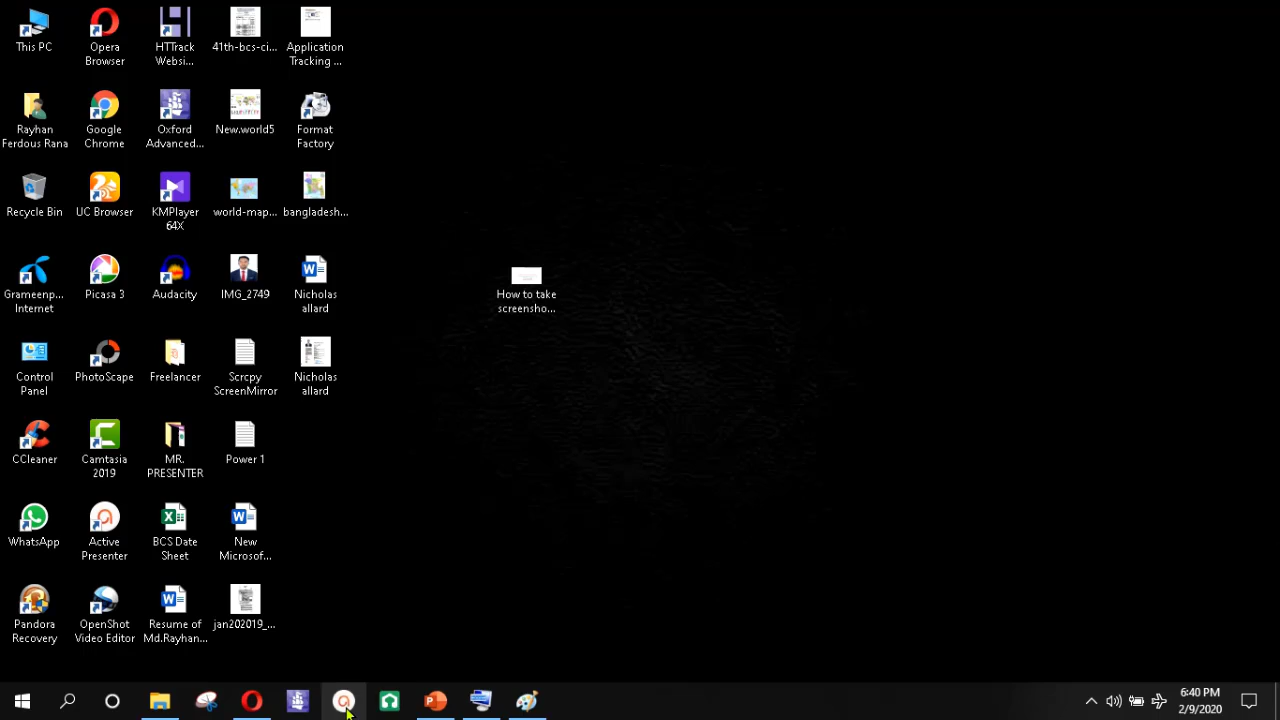 This PC
Opera
Browser
HTTrack
Websi...
41th-bcs-ci...
Application
Tracking ...
Rayhan
Ferdous Rana
Google
Chrome
Oxford
Advanced...
New.world5
Format
Factory
Recycle Bin
UC Browser
KMPlayer
64X
world-map...
bangladesh...
Grameenp...
Internet
Picasa 3
Audacity
IMG_2749
Nicholas
allard
How to take
screensho...
Control
Panel
PhotoScape
Freelancer
Scrcpy
ScreenMirror
Nicholas
allard
CCleaner
Camtasia
2019
MR.
PRESENTER
Power 1
WhatsApp
Active
Presenter
BCS Date
Sheet
New
Microsof...
Pandora
Recovery
OpenShot
Video Editor
Resume of
Md.Rayhan...
jan202019_...
:40 PM
2/9/2020